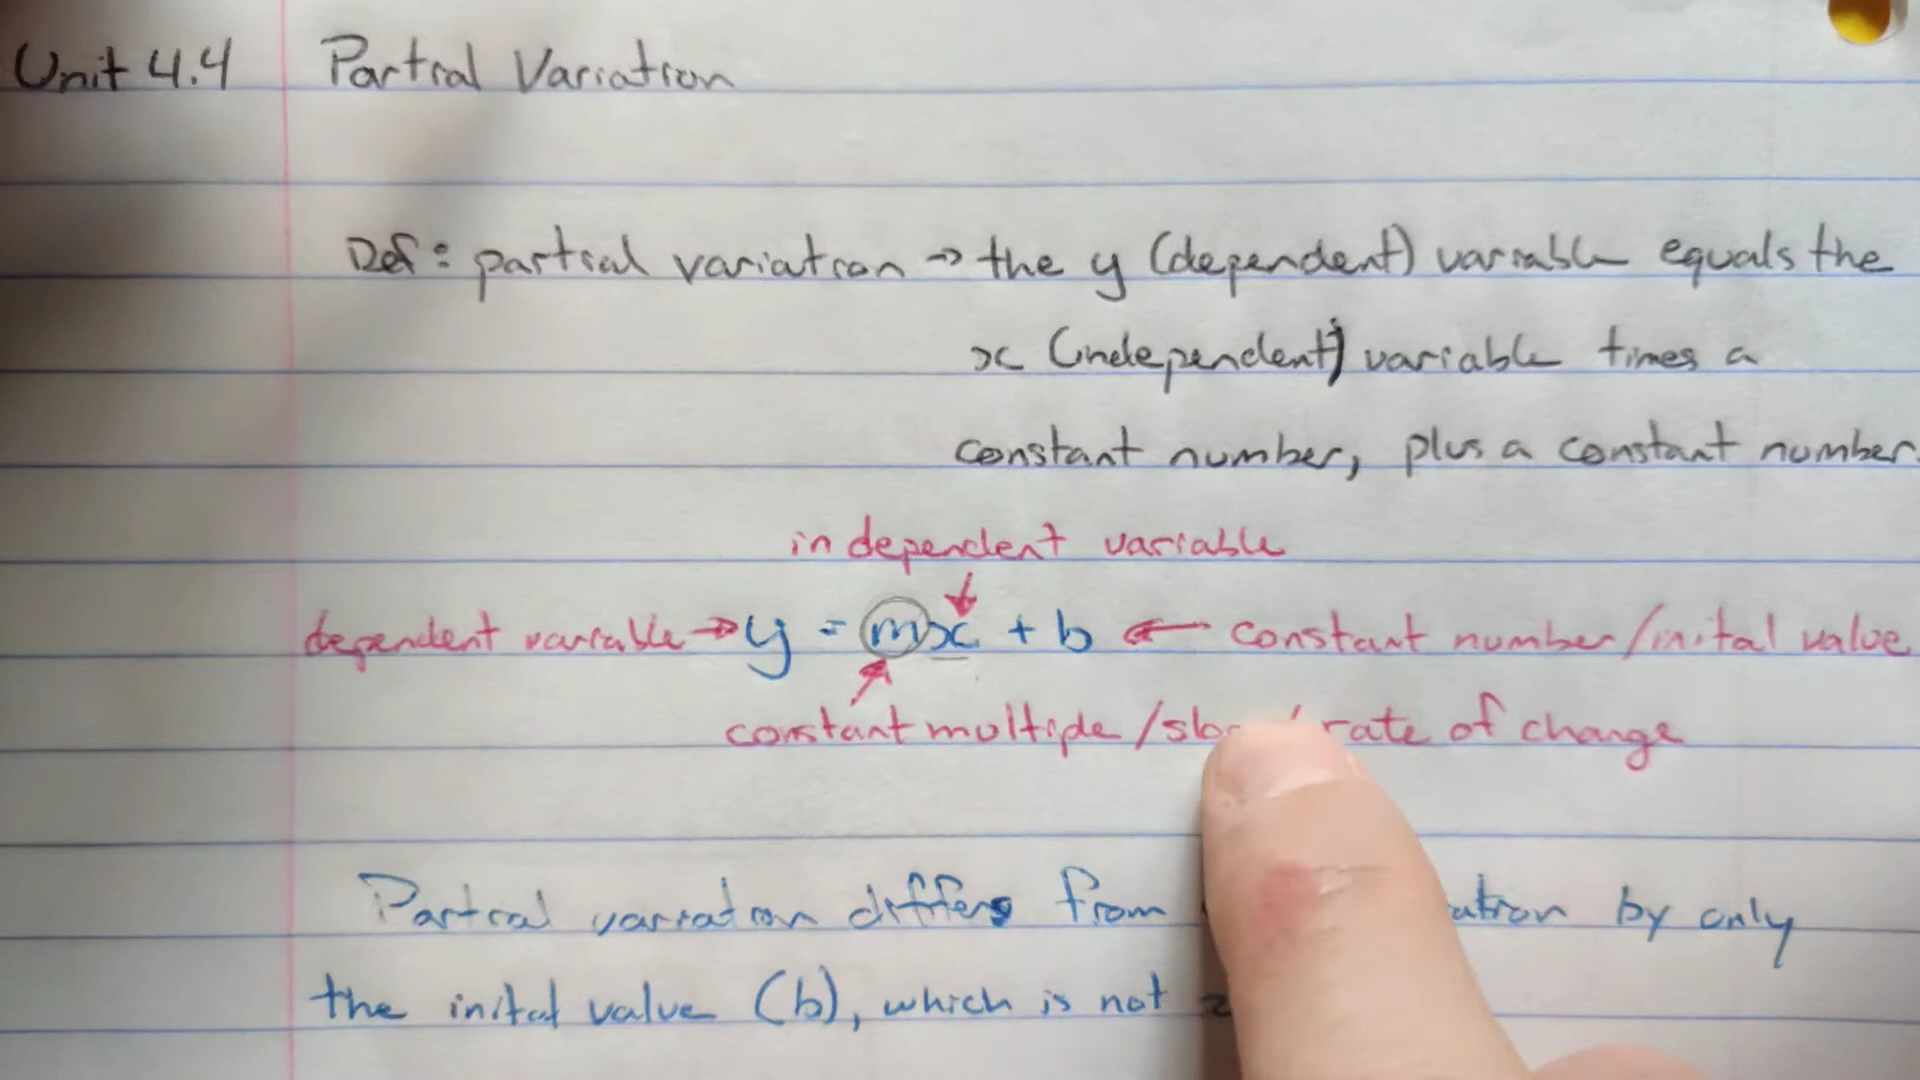 Unit 4.4 Partial Variation
Def: partial variation → the y (dependent) variable equals the
x (independent) variable times a
constant number, plus a constant number.
independent variable
dependent variable → y = mx + b ← constant number/inital value
constant multiple / rate of change
Partial variation differs from by only
the inital value (b), which is not